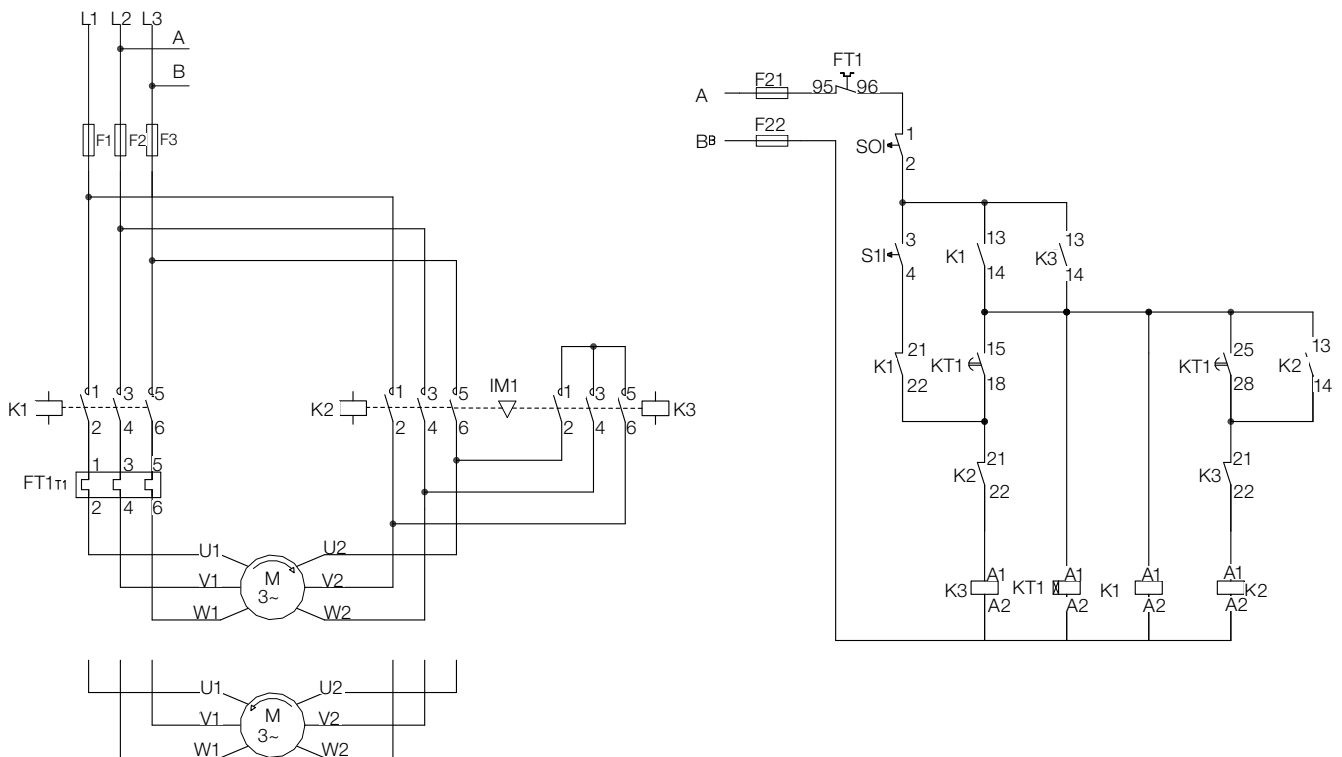 L1 L2 L3
A
B
F1 F2 F3
K1
1 3 5
2 4 6
K2
1 3 5
2 4 6
IM1
1 3 5
2 4 6
K3
FT1 T1
1 3 5
2 4 6
U1 U2
V1 M V2
3~
W1 W2
U1 U2
V1 M V2
3~
W1 W2
FT1
A F21 95 96
B B F22
S0
1
2
S1
3
4
K1
13
14
K3
13
14
K1
21
22
KT1
15
18
KT1
25
28
K2
13
14
K2
21
22
K3
21
22
K3 A1
A2
KT1 A1
A2
K1 A1
A2
A1 K2
A2